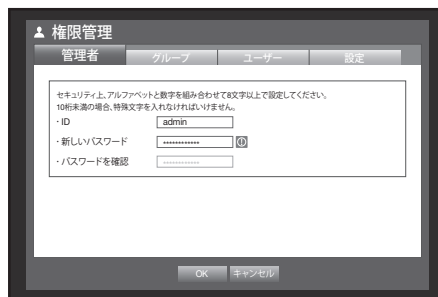 権限管理
管理者 グループ ユーザー 設定
セキュリティ上、アルファベットと数字を組み合わせて8文字以上で設定してください。
10桁未満の場合、特殊文字を入れなければいけません。
· ID admin
· 新しいパスワード ************
· パスワードを確認 ************
OK キャンセル